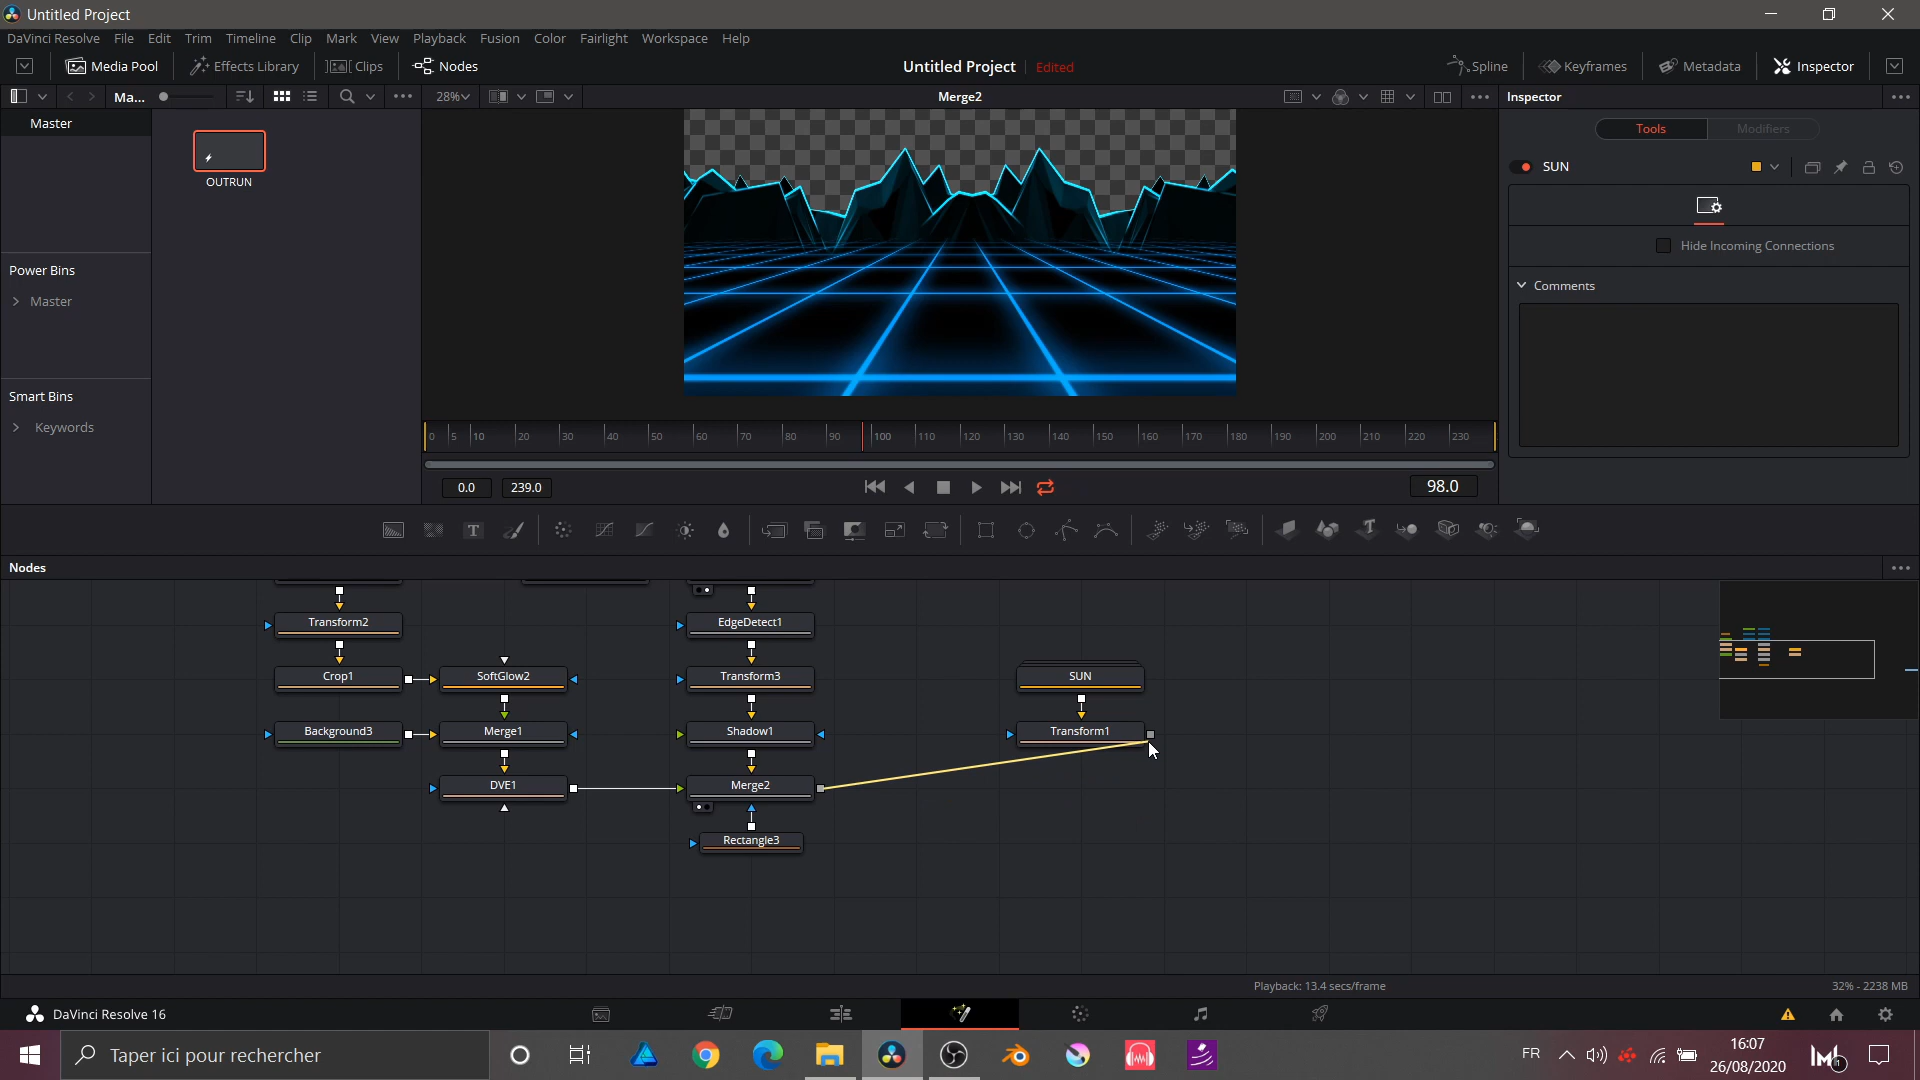 Untitled Project
DaVinci Resolve File Edit Trim Timeline Clip Mark View Playback Fusion Color Fairlight Workspace Help
Media Pool Effects Library Clips Nodes Untitled Project Edited Spline Keyframes Metadata Inspector
Ma... 28% Merge2 Inspector
Master
Tools Modifiers
SUN
OUTRUN
Hide Incoming Connections
Power Bins
Comments
Master
Smart Bins
Keywords
0 5 10 20 30 40 50 60 70 80 90 100 110 120 130 140 150 160 170 180 190 200 210 220 230
0.0 239.0 98.0
Nodes
Transform2 EdgeDetect1
Crop1 SoftGlow2 Transform3 SUN
Background3 Merge1 Shadow1 Transform1
DVE1 Merge2
Rectangle3
Playback: 13.4 secs/frame 32% - 2238 MB
DaVinci Resolve 16
Taper ici pour rechercher
FR
16:07
26/08/2020
1